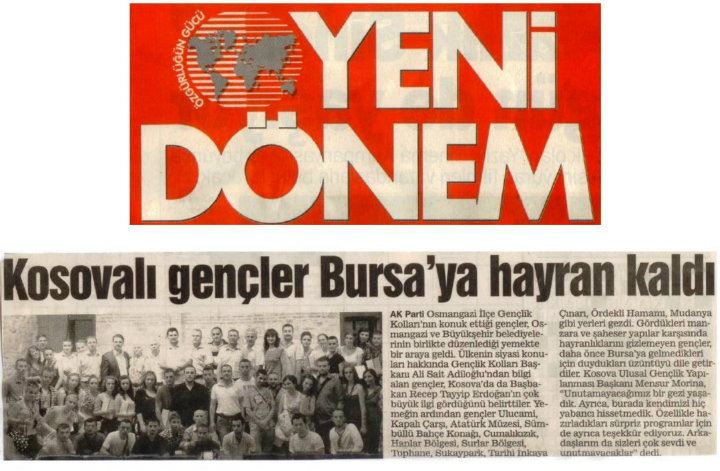 ÖZGÜRLÜĞÜN GÜCÜ
YENİ
DÖNEM
Kosovalı gençler Bursa'ya hayran kaldı
AK Parti Osmangazi İlçe Gençlik
Kolları'nın konuk ettiği gençler, Os-
mangazi ve Büyükşehir belediyele-
rinin birlikte düzenlediği yemekte
bir araya geldi. Ülkenin siyasi konu-
ları hakkında Gençlik Kolları Başkanı
Ali Sait Adiloğlu'ndan bilgi
alan gençler, Kosova'da da Başba-
kan Recep Tayyip Erdoğan'ın çok
büyük ilgi gördüğünü belirttiler. Ye-
meğin ardından gençler Ulucami,
Kapalı Çarşı, Atatürk Müzesi, Süm-
büllü Bahçe Konağı, Cumalıkızık,
Hanlar Bölgesi, Surlar Bölgesi,
Tophane, Sukaypark, Tarihi İnkaya
Çınarı, Ördekli Hamamı, Mudanya
gibi yerleri gezdi. Gördükleri man-
zara ve şaheser yapılar karşısında
hayranlıklarını gizlemeyen gençler,
daha önce Bursa'ya gelmedikleri
için duydukları üzüntüyü dile getir-
diler. Kosova Ulusal Gençlik Yapı-
lanması Başkanı Mensur Morina,
"Unutamayacağımız bir gezi yaşa-
dık. Ayrıca, burada kendimizi hiç
yabancı hissetmedik. Özellikle ha-
zırladıkları sürpriz programlar için
de ayrıca teşekkür ediyoruz. Arka-
daşlarım da sizleri çok sevdi ve
unutmayacaklar" dedi.